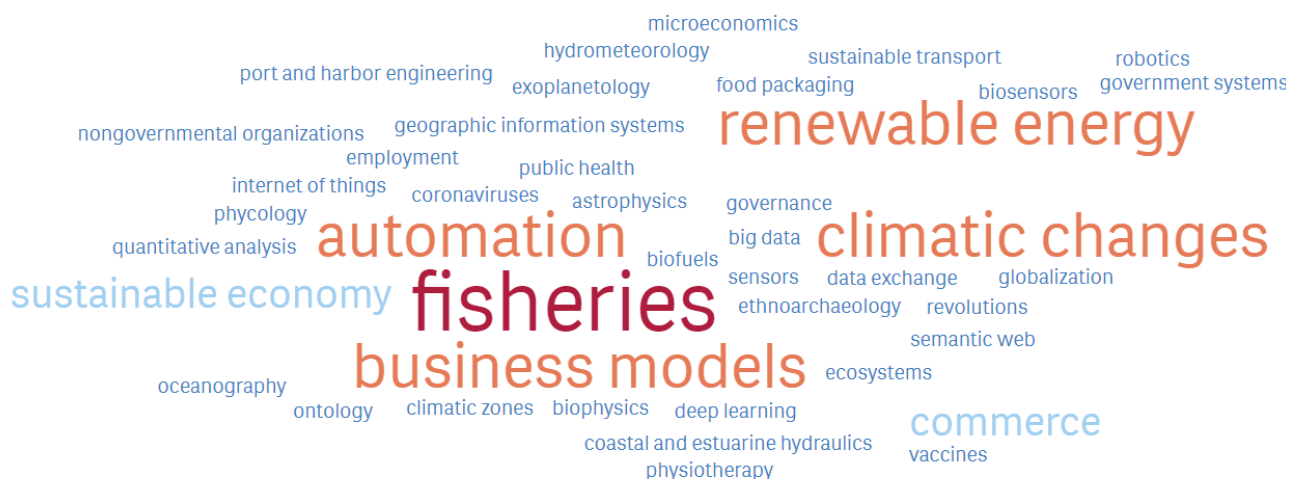 microeconomics
hydrometeorology
sustainable transport
robotics
port and harbor engineering
exoplanetology
food packaging
biosensors
government systems
renewable energy
nongovernmental organizations
geographic information systems
employment
public health
internet of things
coronaviruses
astrophysics
governance
phycology
automation
big data
climatic changes
quantitative analysis
biofuels
sensors
data exchange
globalization
sustainable economy
fisheries
ethnoarchaeology
revolutions
semantic web
business models
ecosystems
oceanography
ontology
climatic zones
biophysics
deep learning
commerce
coastal and estuarine hydraulics
vaccines
physiotherapy